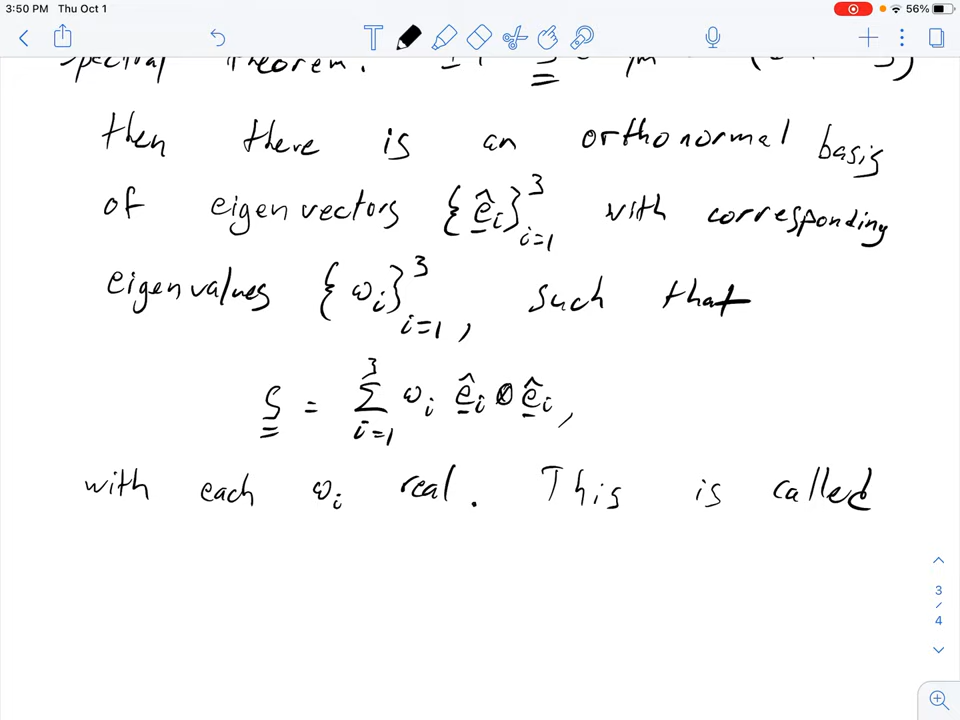 3:50 PM Thu Oct 1
56%
T
spectral theorem:
then there is an orthonormal basis
of eigenvectors {ê_i}_{i=1}^3 with corresponding
eigenvalues {ω_i}_{i=1}^3, such that
S = Σ_{i=1}^3 ω_i ê_i ⊗ ê_i,
with each ω_i real. This is called
3
/
4